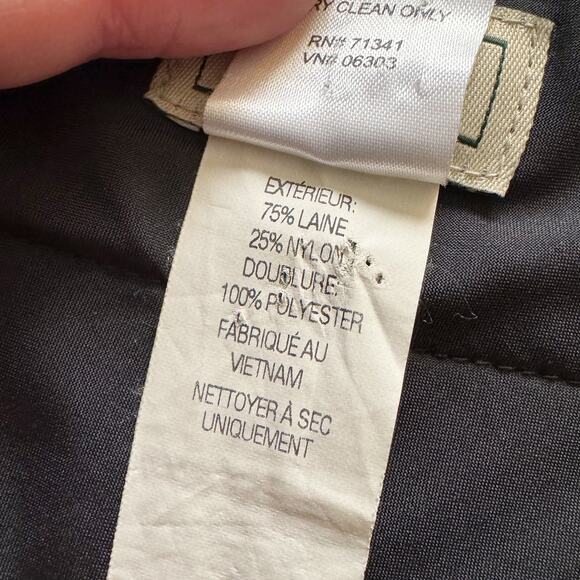 DRY CLEAN ONLY
RN# 71341
VN# 06303
EXTÉRIEUR:
75% LAINE
25% NYLON
DOUBLURE:
100% POLYESTER
FABRIQUÉ AU
VIETNAM
NETTOYER À SEC
UNIQUEMENT